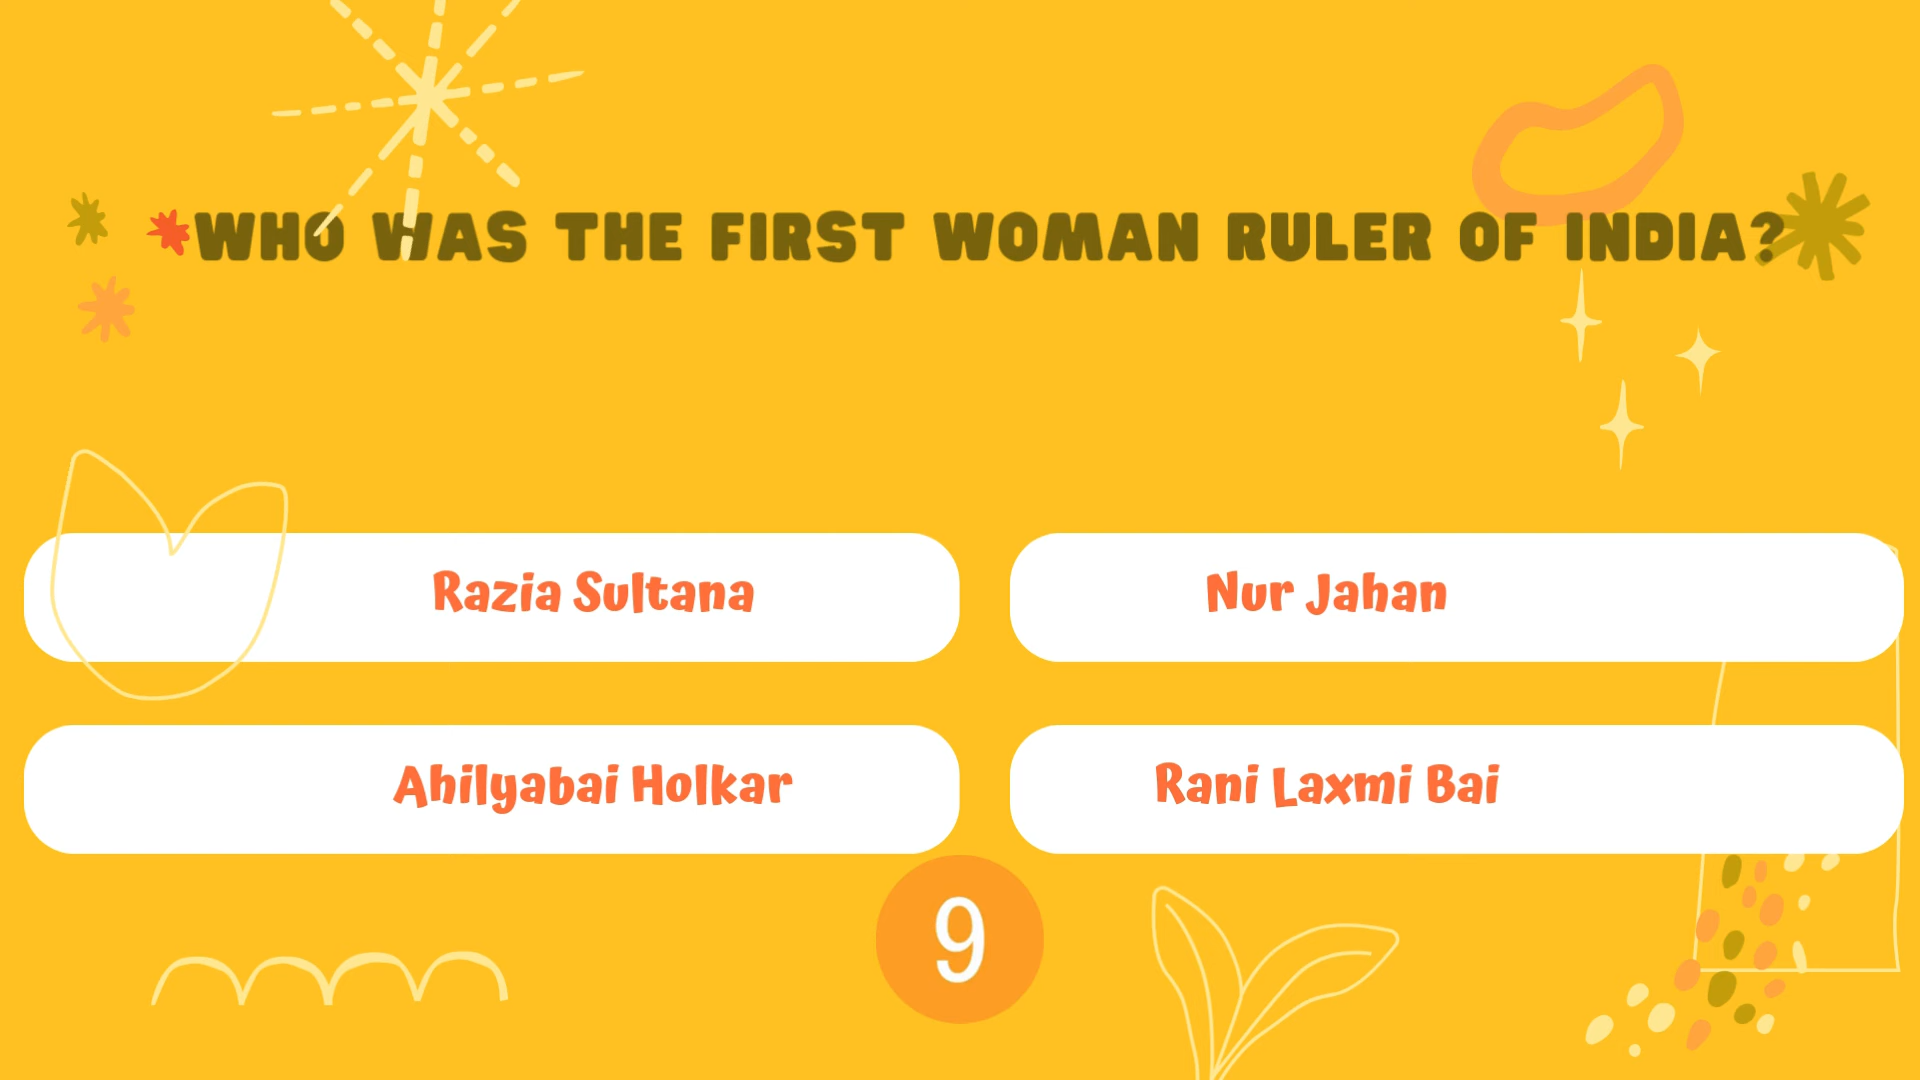 WHO WAS THE FIRST WOMAN RULER OF INDIA?
Razia Sultana
Nur Jahan
Ahilyabai Holkar
Rani Laxmi Bai
9